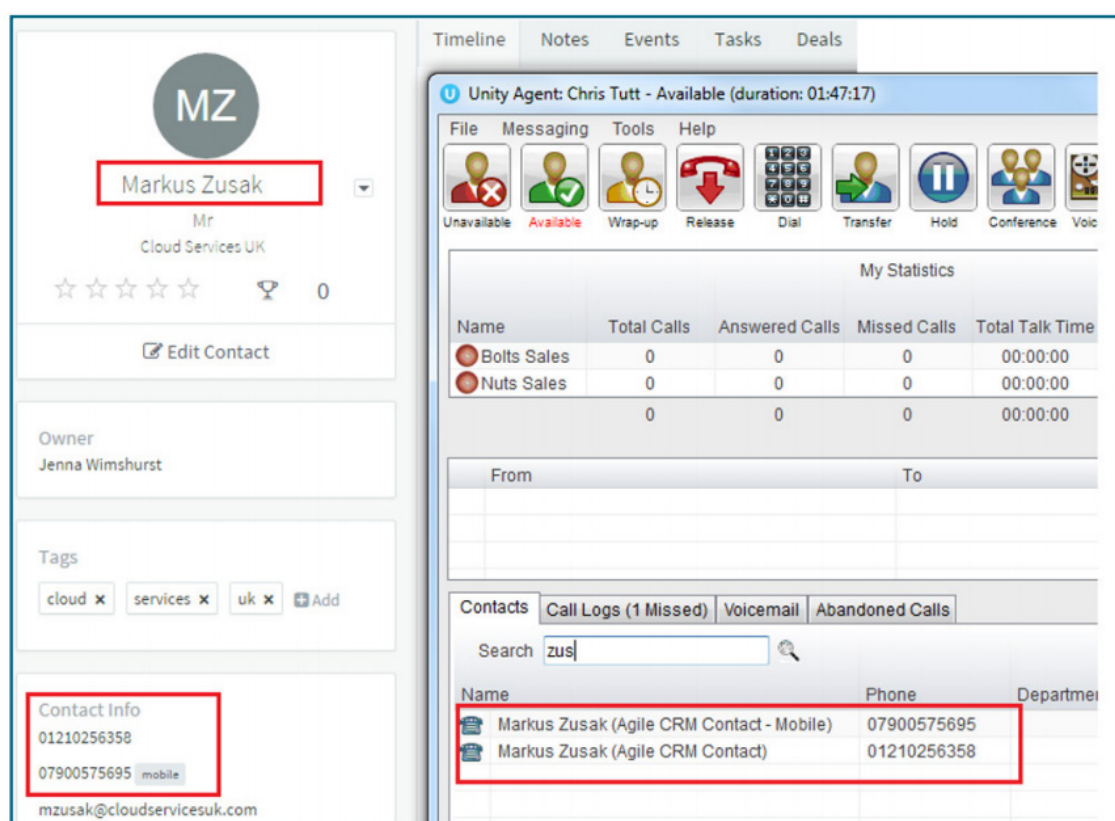 MZ
Markus Zusak
Mr
Cloud Services UK
0
Edit Contact
Owner
Jenna Wimshurst
Tags
cloud × services × uk × Add
Contact Info
01210256358
07900575695 mobile
mzusak@cloudservicesuk.com
Timeline Notes Events Tasks Deals
U Unity Agent: Chris Tutt - Available (duration: 01:47:17)
File Messaging Tools Help
Unavailable Available Wrap-up Release Dial Transfer Hold Conference Voic
My Statistics
Name Total Calls Answered Calls Missed Calls Total Talk Time
Bolts Sales 0 0 0 00:00:00
Nuts Sales 0 0 0 00:00:00
0 0 0 00:00:00
From To
Contacts Call Logs (1 Missed) Voicemail Abandoned Calls
Search zus
Name Phone Departmen
Markus Zusak (Agile CRM Contact - Mobile) 07900575695
Markus Zusak (Agile CRM Contact) 01210256358